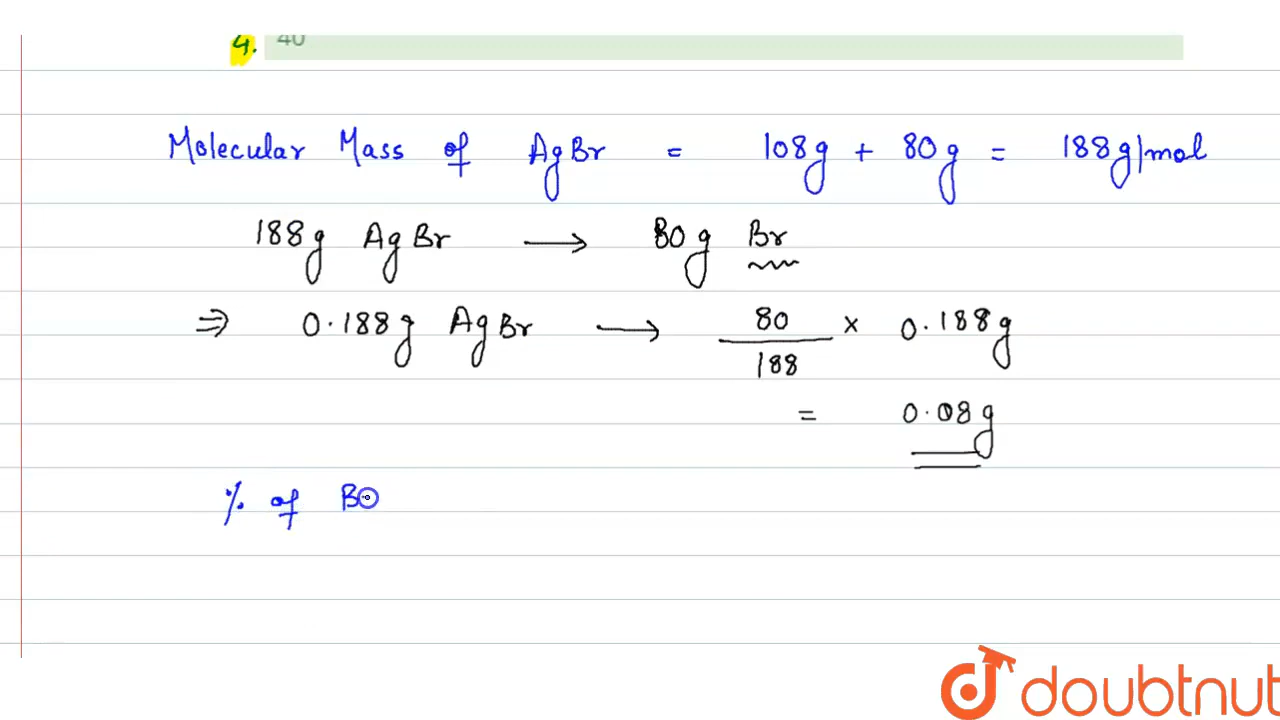 4. 40
Molecular Mass of AgBr = 108g + 80g = 188g/mol
188g AgBr → 80g Br
⇒ 0.188g AgBr → 80/188 × 0.188g
= 0.08g
% of B
doubtnut